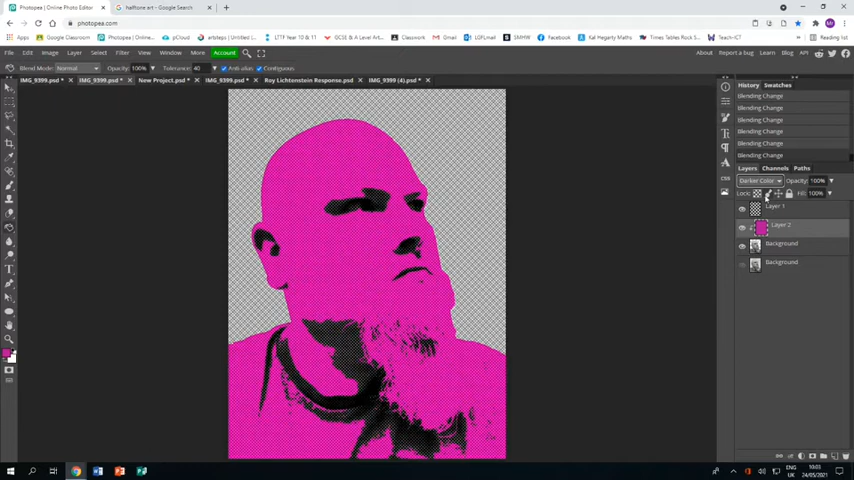 Photopea | Online Photo Editor
halftone art - Google Search
photopea.com
Apps
Google Drive
pCloud
artsteps | Untitled |
LTTF Year 10 & 11
GCSE & A Level Art...
Classwork
Gmail
LGFLmail
SMHW
Facebook
Kal Hegarty Maths
Times Tables Rock S...
Teach-ICT
Reading list
File Edit Image Layer Select Filter View Window More Account
About Report a bug Learn Blog API
Blend Mode: Normal Opacity: 100% Tolerance: 40 Anti-alias Contiguous
IMG_9399.psd * IMG_9399.psd * New Project.psd * IMG_9399.psd * Roy Lichtenstein Response.psd IMG_9399 (4).psd *
History Swatches
Blending Change
Blending Change
Blending Change
Blending Change
Blending Change
Blending Change
Layers Channels Paths
Darker Color Opacity: 100%
Lock: Fill: 100%
Layer 1
Layer 2
Background
Background
CSS
ENG
UK
10:03
24/05/2021